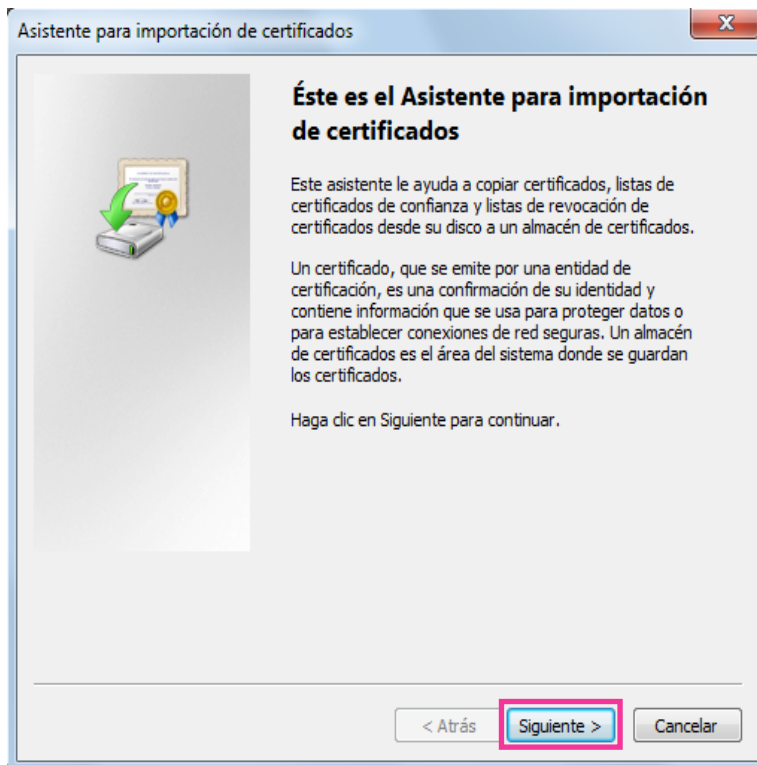 Asistente para importación de certificados
X
Éste es el Asistente para importación
de certificados
Este asistente le ayuda a copiar certificados, listas de
certificados de confianza y listas de revocación de
certificados desde su disco a un almacén de certificados.
Un certificado, que se emite por una entidad de
certificación, es una confirmación de su identidad y
contiene información que se usa para proteger datos o
para establecer conexiones de red seguras. Un almacén
de certificados es el área del sistema donde se guardan
los certificados.
Haga clic en Siguiente para continuar.
< Atrás Siguiente > Cancelar